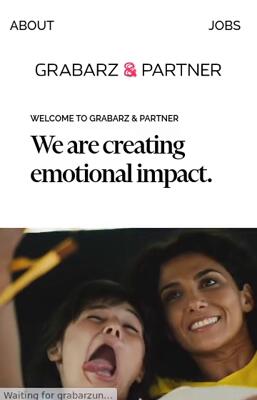 ABOUT JOBS
GRABARZ & PARTNER
WELCOME TO GRABARZ & PARTNER
We are creating
emotional impact.
Waiting for grabarzun...